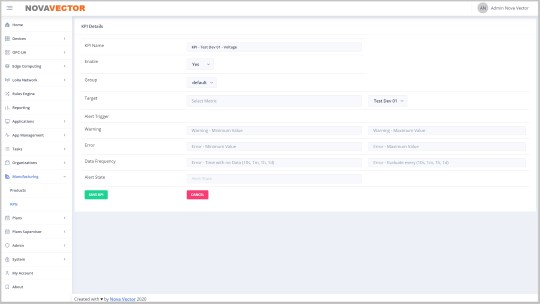 NOVAVECTOR
AM Admin Nova Vector
Home
Devices
OPC-UA
Edge Computing
LoRa Network
Rules Engine
Reporting
Applications
App Management
Tasks
Organizations
Manufacturing
Products
KPIs
Plans
Plans Supervisor
Admin
System
My Account
About
KPI Details
KPI Name KPI - Test Dev 01 - Voltage
Enable Yes
Group default
Target Select Metric Test Dev 01
Alert Trigger
Warning Warning - Minimum Value Warning - Maximum Value
Error Error - Minimum Value Error - Maximum Value
Data Frequency Error - Time with no Data (10s, 1m, 1h, 1d) Error - Evaluate every (10s, 1m, 1h, 1d)
Alert State
SAVE KPI CANCEL
Created with ♥ by Nova Vector 2020